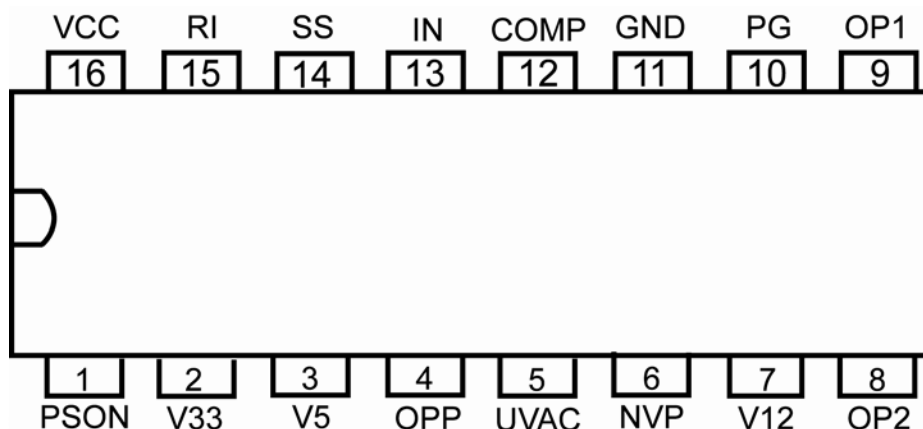 VCC RI SS IN COMP GND PG OP1
16 15 14 13 12 11 10 9
1 2 3 4 5 6 7 8
PSON V33 V5 OPP UVAC NVP V12 OP2